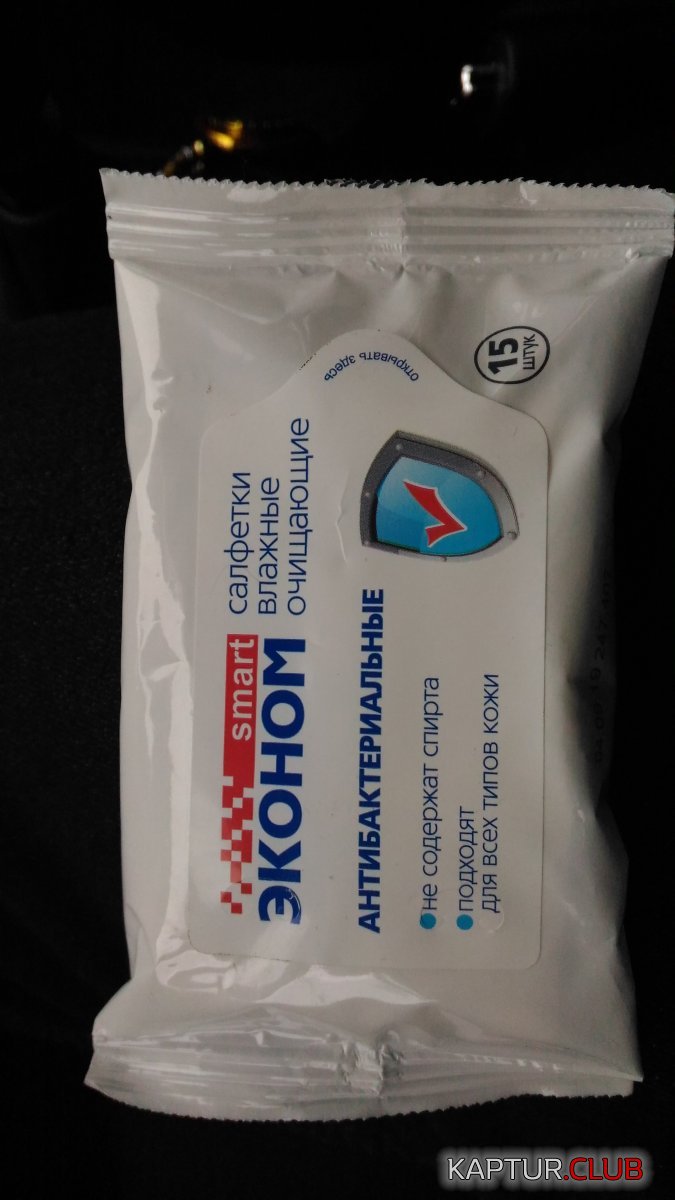 smart
ЭКОНОМ
салфетки
влажные
очищающие
АНТИБАКТЕРИАЛЬНЫЕ
не содержат спирта
подходят
для всех типов кожи
открывать здесь
15
ШТУК
KAPTUR.CLUB